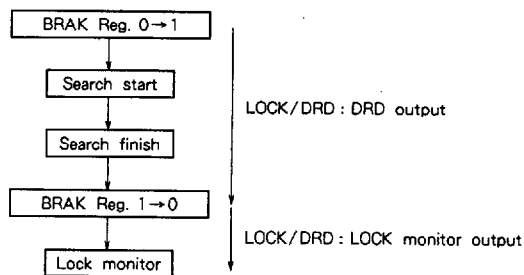 BRAK Reg. 0→1
Search start
LOCK/DRD : DRD output
Search finish
BRAK Reg. 1→0
LOCK/DRD : LOCK monitor output
Lock monitor